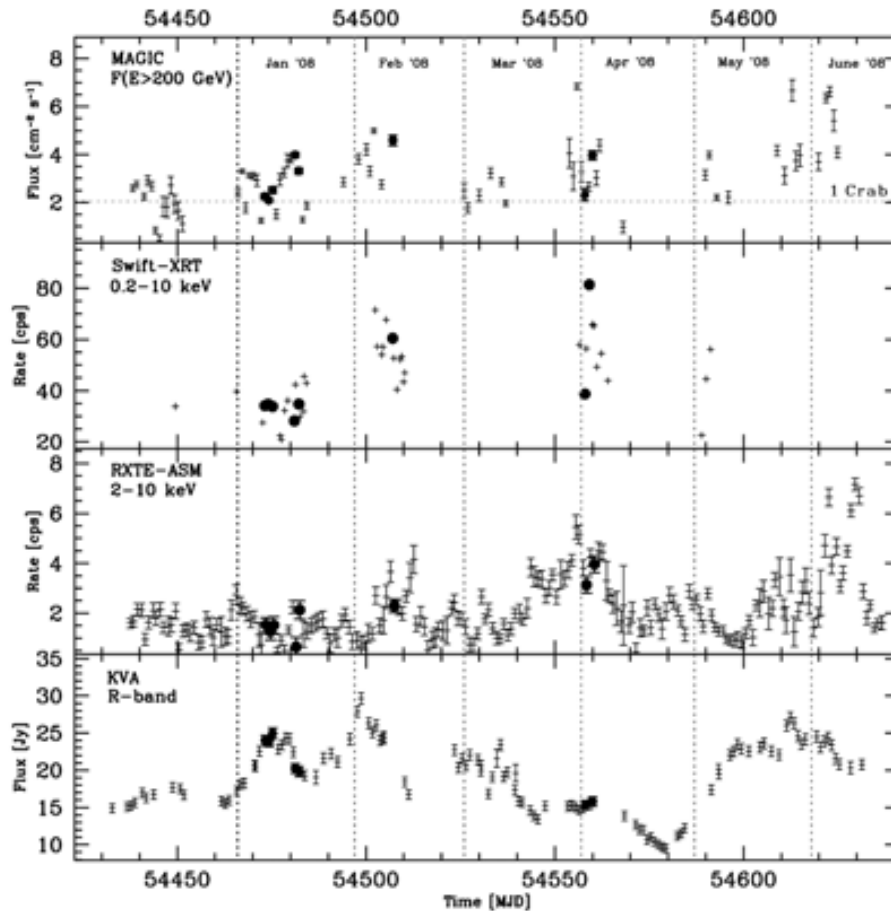 54450 54500 54550 54600
MAGIC
F(E>200 GeV)
Jan '08 Feb '08 Mar '08 Apr '08 May '08 June '08
8
6
4
2
Flux [cm⁻² s⁻¹]
1 Crab
Swift-XRT
0.2-10 keV
80
60
40
20
Rate [cps]
RXTE-ASM
2-10 keV
8
6
4
2
Rate [cps]
KVA
R-band
35
30
25
20
15
10
Flux [Jy]
54450 54500 54550 54600
Time [MJD]